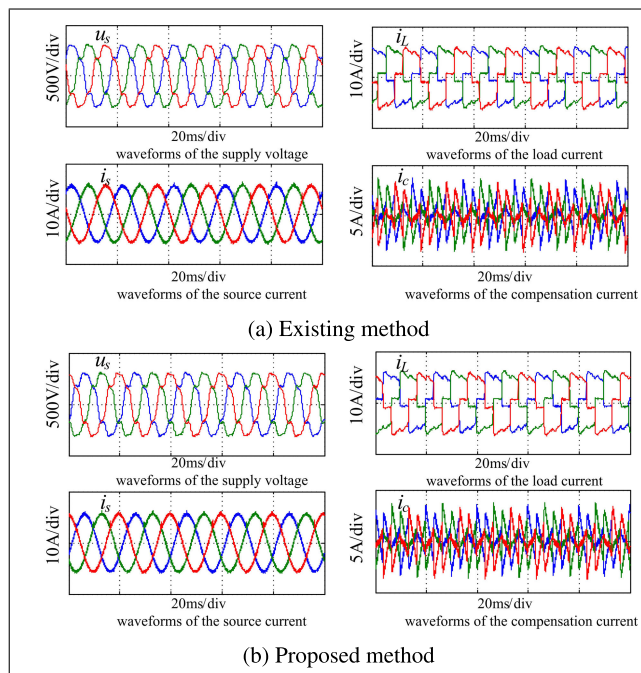 u_s
500V/div
20ms/div
waveforms of the supply voltage
i_L
10A/div
20ms/div
waveforms of the load current
i_s
10A/div
20ms/div
waveforms of the source current
i_c
5A/div
20ms/div
waveforms of the compensation current
(a) Existing method
u_s
500V/div
20ms/div
waveforms of the supply voltage
i_L
10A/div
20ms/div
waveforms of the load current
i_s
10A/div
20ms/div
waveforms of the source current
i_c
5A/div
20ms/div
waveforms of the compensation current
(b) Proposed method